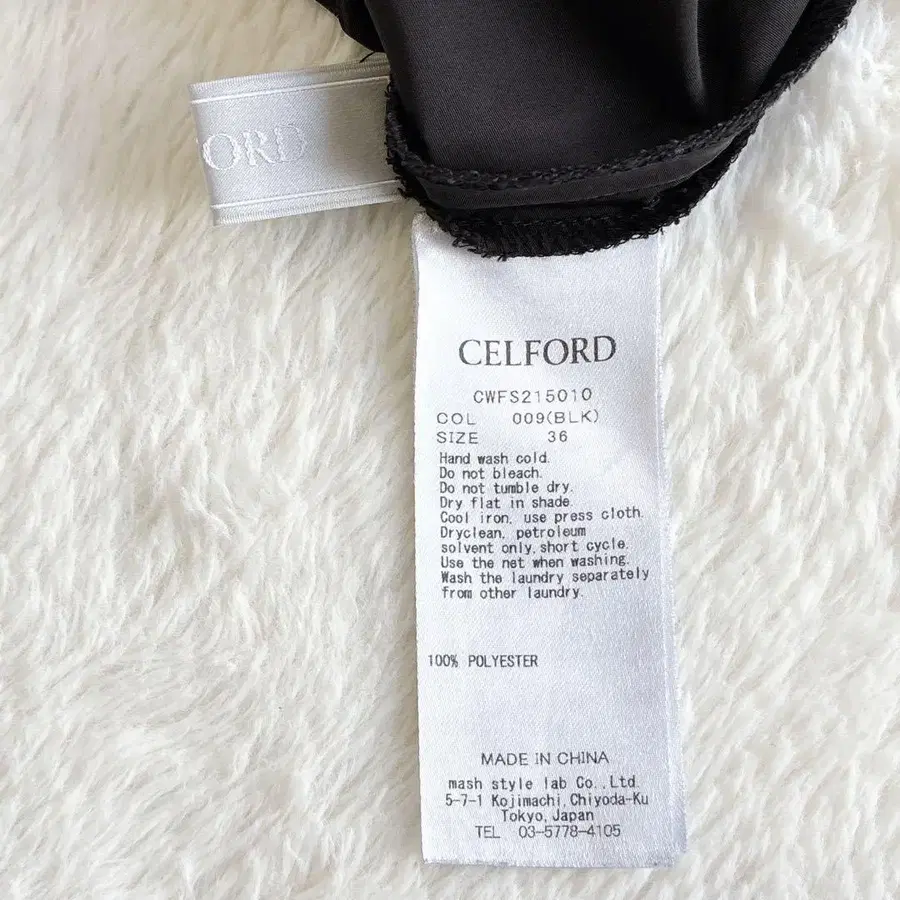 ORD
CELFORD
CWFS215010
COL 009(BLK)
SIZE 36
Hand wash cold.
Do not bleach.
Do not tumble dry.
Dry flat in shade.
Cool iron, use press cloth.
Dryclean, petroleum
solvent only, short cycle.
Use the net when washing.
Wash the laundry separately
from other laundry.
100% POLYESTER
MADE IN CHINA
mash style lab Co.,Ltd.
5-7-1 Kojimachi, Chiyoda-Ku
Tokyo, Japan
TEL 03-5778-4105